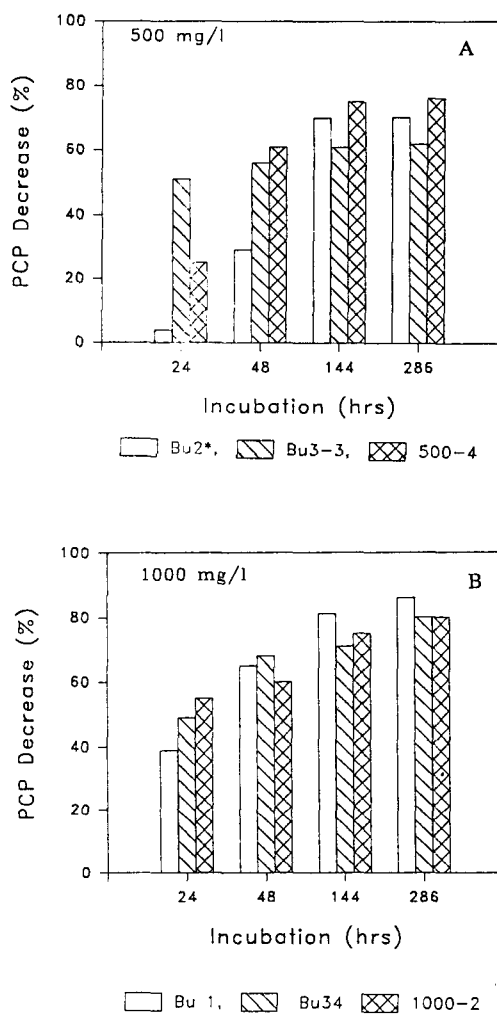 500 mg/l
A
PCP Decrease (%)
100
80
60
40
20
0
24 48 144 286
Incubation (hrs)
Bu2*, Bu3-3, 500-4
1000 mg/l
B
PCP Decrease (%)
100
80
60
40
20
0
24 48 144 286
Incubation (hrs)
Bu 1, Bu34 1000-2